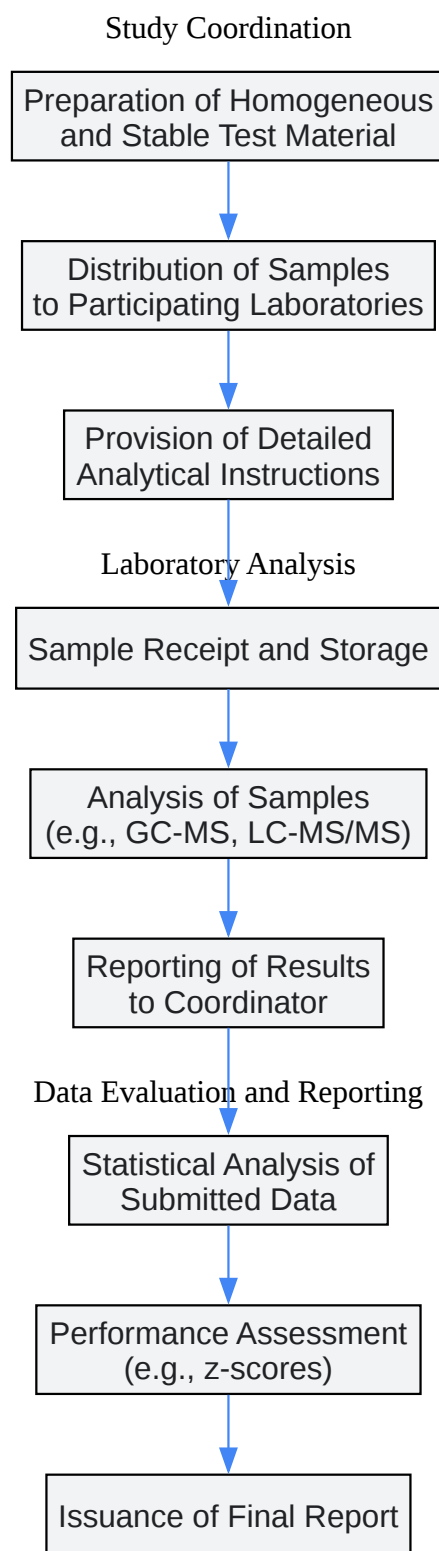 Study Coordination
Preparation of Homogeneous
and Stable Test Material
Distribution of Samples
to Participating Laboratories
Provision of Detailed
Analytical Instructions
Laboratory Analysis
Sample Receipt and Storage
Analysis of Samples
(e.g., GC-MS, LC-MS/MS)
Reporting of Results
to Coordinator
Data Evaluation and Reporting
Statistical Analysis of
Submitted Data
Performance Assessment
(e.g., z-scores)
Issuance of Final Report